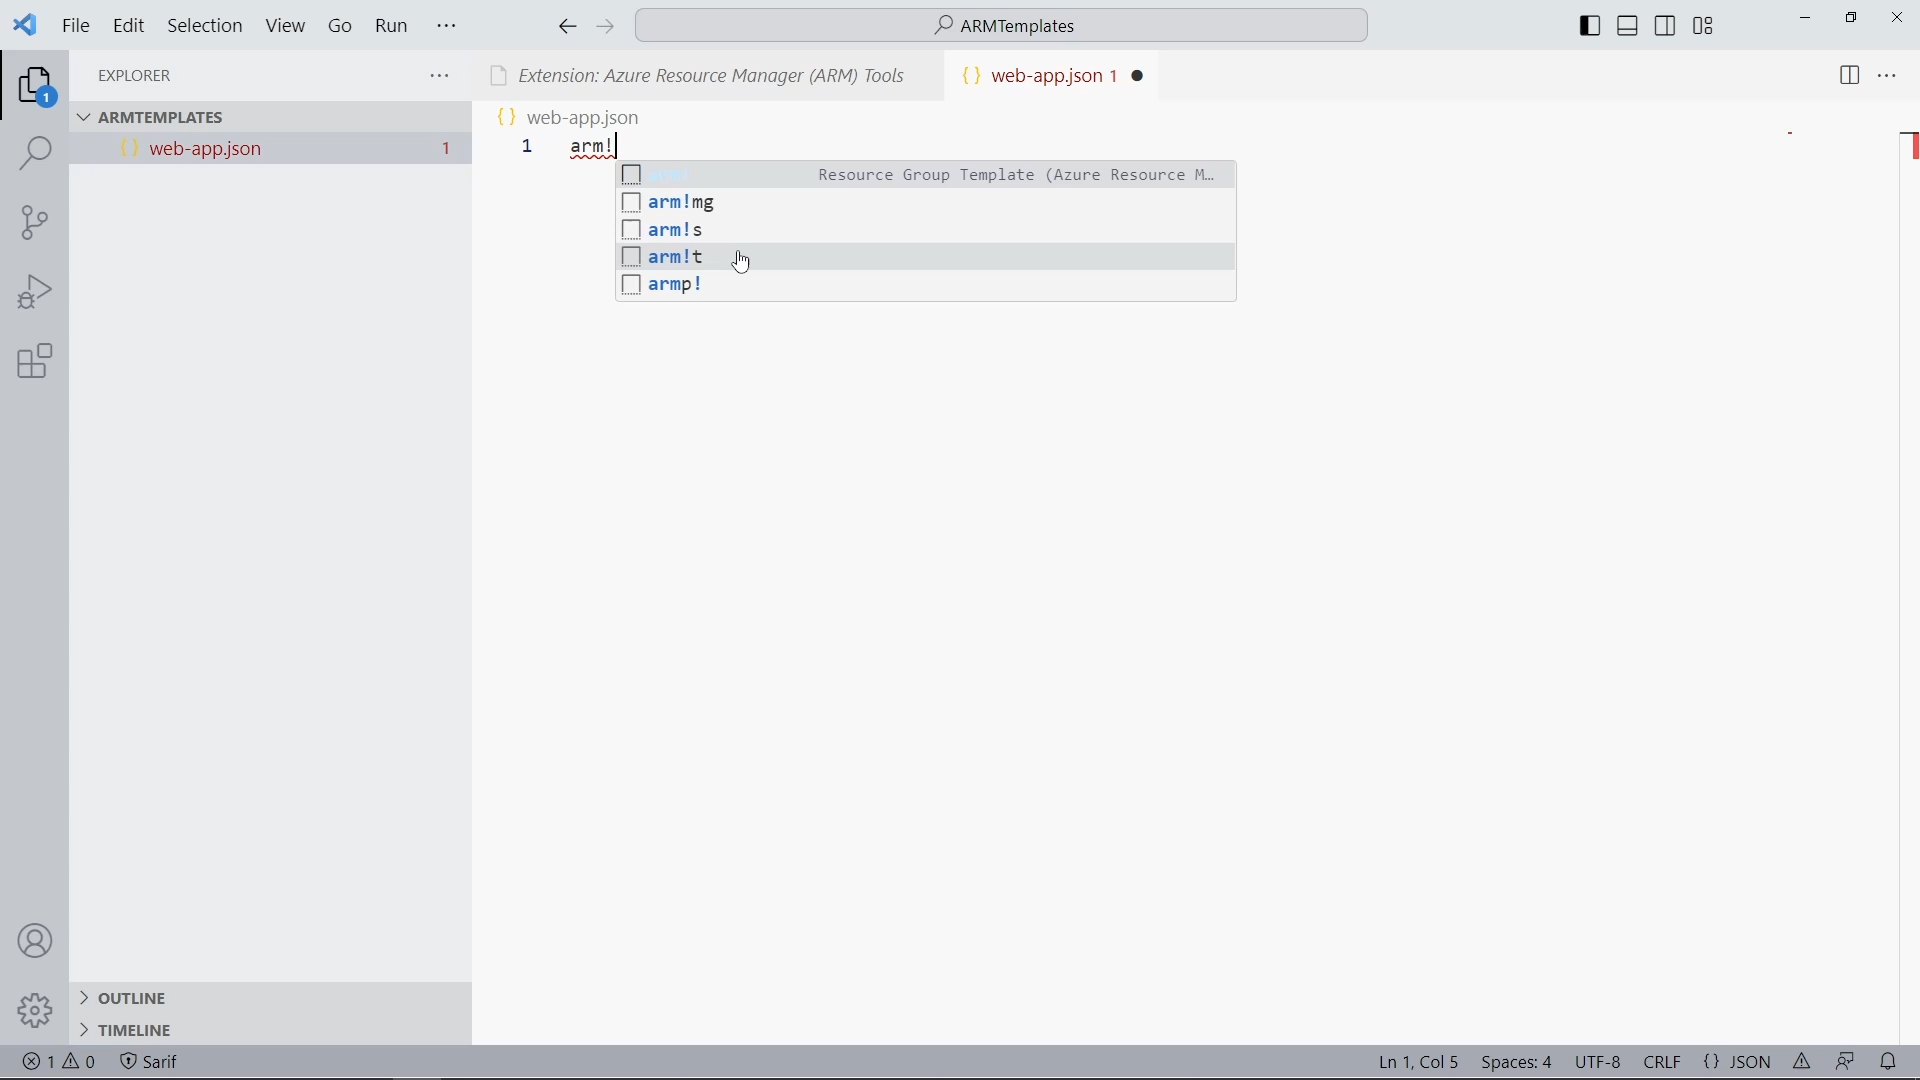 File Edit Selection View Go Run ···
ARMTemplates
EXPLORER ···
Extension: Azure Resource Manager (ARM) Tools
web-app.json 1 ●
ARMTEMPLATES
web-app.json 1
{} web-app.json
1 arm!
arm! Resource Group Template (Azure Resource M…
arm!mg
arm!s
arm!t
armp!
OUTLINE
TIMELINE
1 0 Sarif
Ln 1, Col 5 Spaces: 4 UTF-8 CRLF {} JSON
1